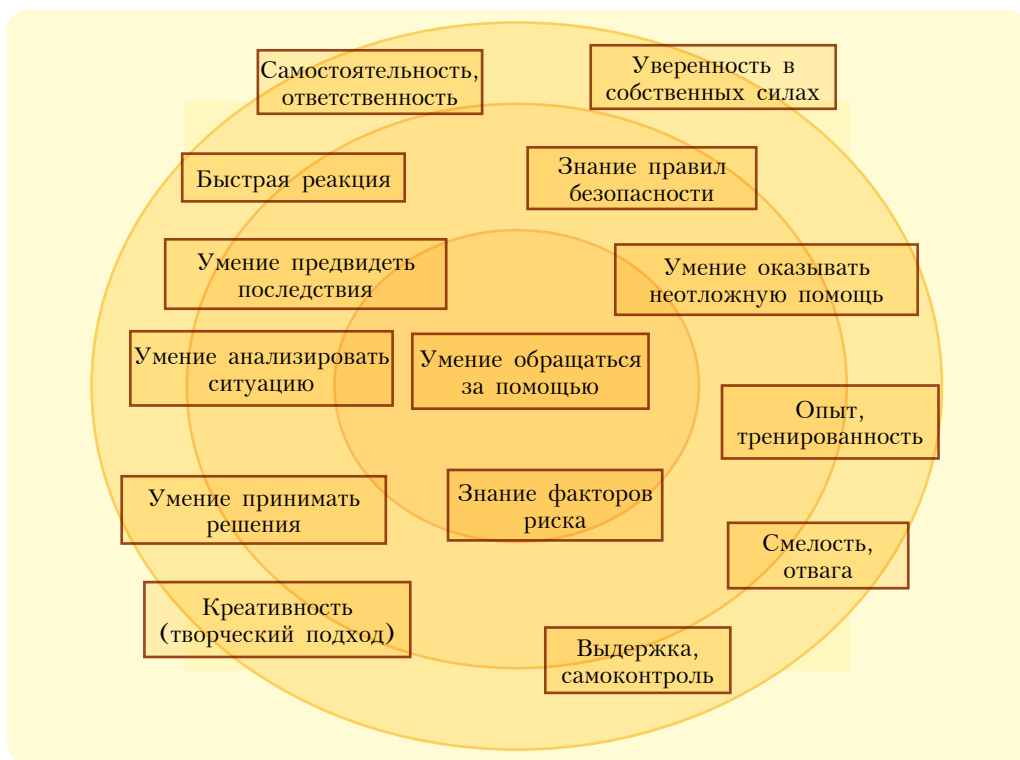 Самостоятельность,
ответственность
Уверенность в
собственных силах
Быстрая реакция
Знание правил
безопасности
Умение предвидеть
последствия
Умение оказывать
неотложную помощь
Умение анализировать
ситуацию
Умение обращаться
за помощью
Опыт,
тренированность
Умение принимать
решения
Знание факторов
риска
Смелость,
отвага
Креативность
(творческий подход)
Выдержка,
самоконтроль